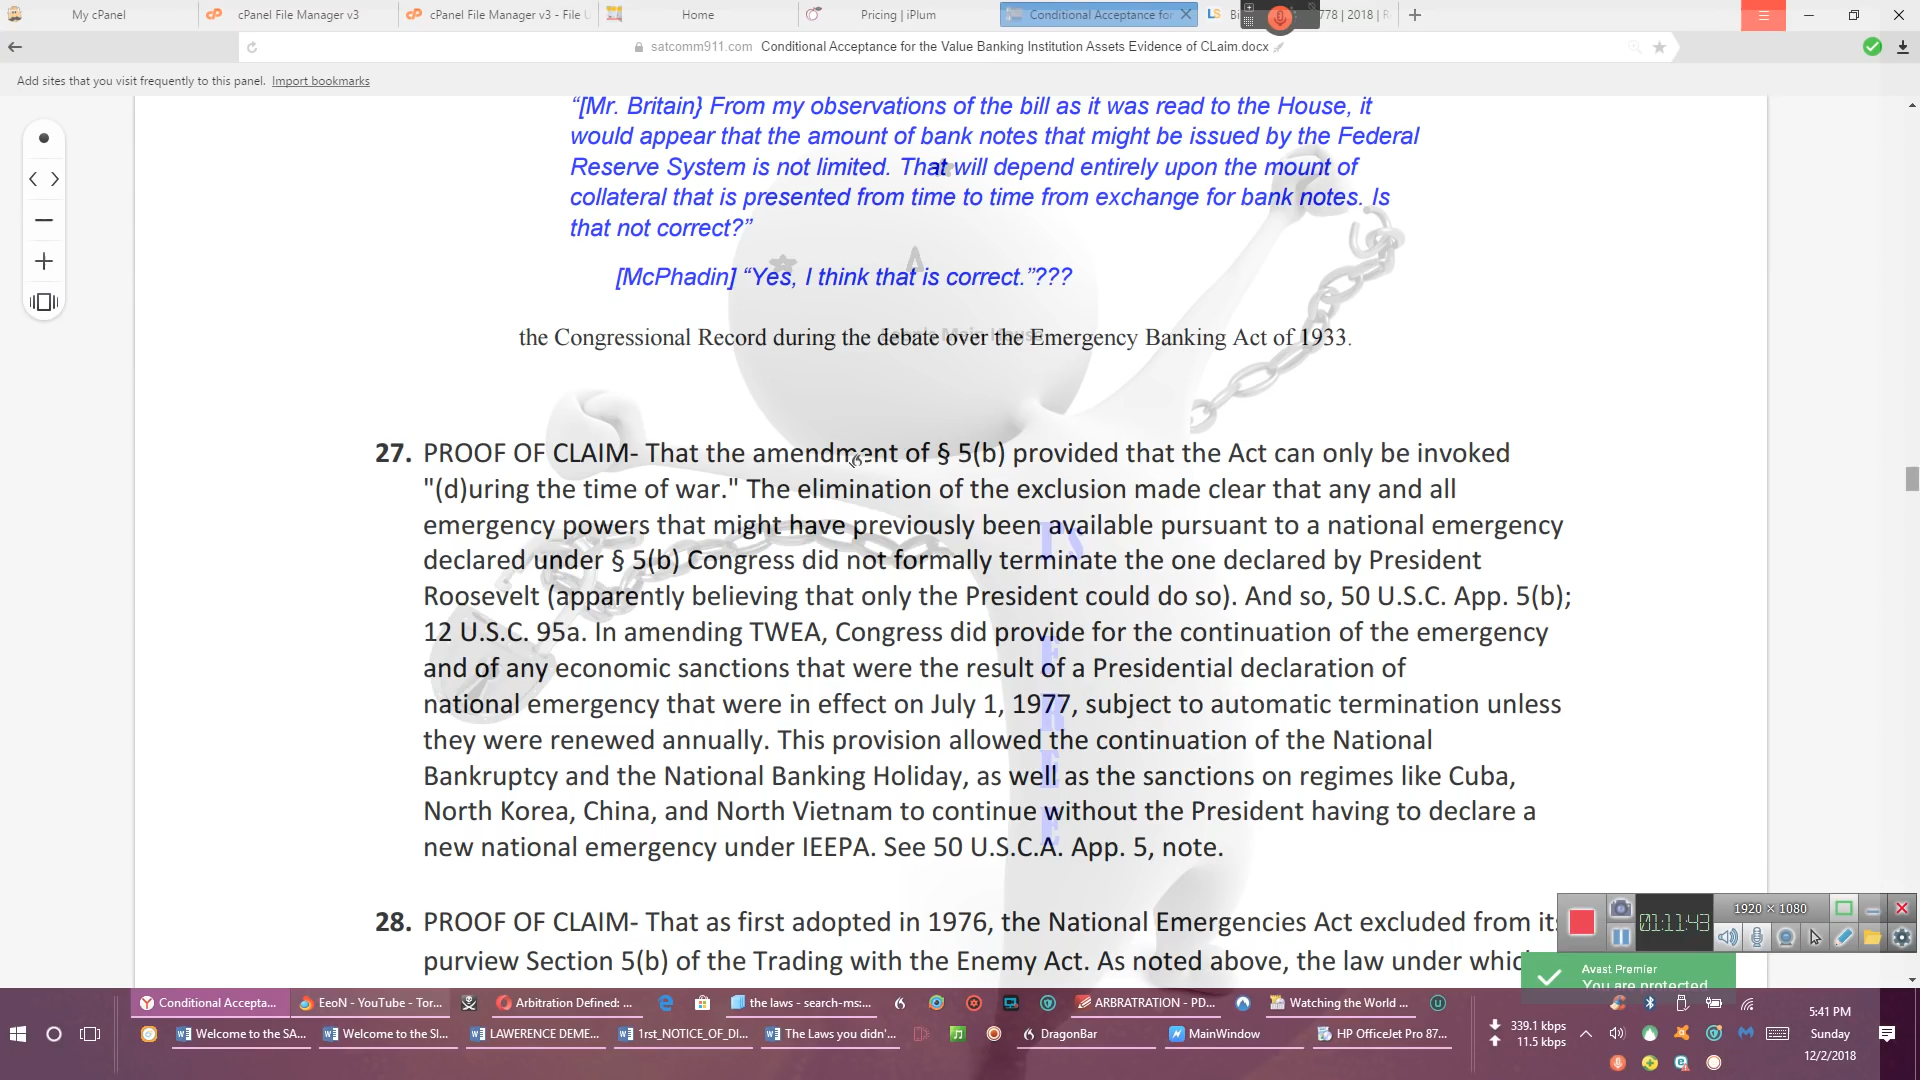 My cPanel
cPanel File Manager v3
cPanel File Manager v3 - File
Home
Pricing | iPlum
Conditional Acceptance for
778 | 2018 |
satcomm911.com Conditional Acceptance for the Value Banking Institution Assets Evidence of CLaim.docx
Add sites that you visit frequently to this panel. Import bookmarks
“[Mr. Britain} From my observations of the bill as it was read to the House, it
would appear that the amount of bank notes that might be issued by the Federal
Reserve System is not limited. That will depend entirely upon the mount of
collateral that is presented from time to time from exchange for bank notes. Is
that not correct?”
[McPhadin] “Yes, I think that is correct.”???
the Congressional Record during the debate over the Emergency Banking Act of 1933.
27. PROOF OF CLAIM- That the amendment of § 5(b) provided that the Act can only be invoked
"(d)uring the time of war." The elimination of the exclusion made clear that any and all
emergency powers that might have previously been available pursuant to a national emergency
declared under § 5(b) Congress did not formally terminate the one declared by President
Roosevelt (apparently believing that only the President could do so). And so, 50 U.S.C. App. 5(b);
12 U.S.C. 95a. In amending TWEA, Congress did provide for the continuation of the emergency
and of any economic sanctions that were the result of a Presidential declaration of
national emergency that were in effect on July 1, 1977, subject to automatic termination unless
they were renewed annually. This provision allowed the continuation of the National
Bankruptcy and the National Banking Holiday, as well as the sanctions on regimes like Cuba,
North Korea, China, and North Vietnam to continue without the President having to declare a
new national emergency under IEEPA. See 50 U.S.C.A. App. 5, note.
28. PROOF OF CLAIM- That as first adopted in 1976, the National Emergencies Act excluded from its
purview Section 5(b) of the Trading with the Enemy Act. As noted above, the law under which
1920 × 1080
01:11:43
Avast Premier
You are protected
Conditional Accepta...
EeoN - YouTube - Tor...
Arbitration Defined: ...
the laws - search-ms:...
ARBRATRATION - PD...
Watching the World ...
Welcome to the SA...
Welcome to the SI...
LAWERENCE DEME...
1rst_NOTICE_OF_DI...
The Laws you didn'...
DragonBar
MainWindow
HP OfficeJet Pro 87...
339.1 kbps
11.5 kbps
5:41 PM
Sunday
12/2/2018